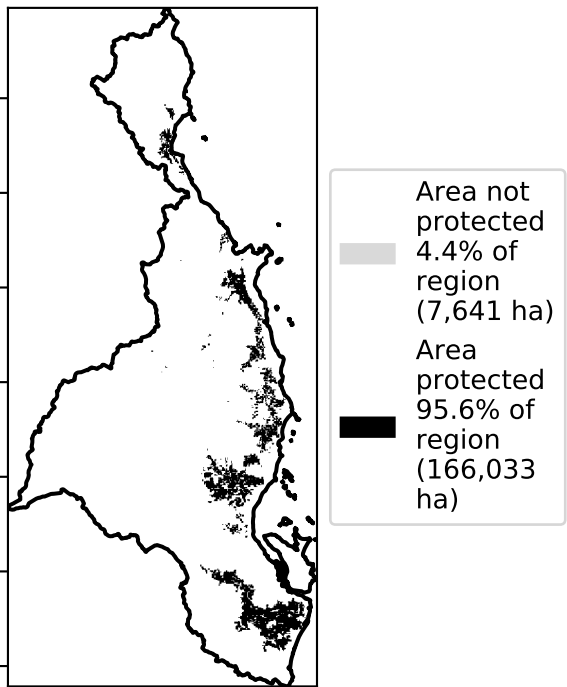 Area not
protected
4.4% of
region
(7,641 ha)
Area
protected
95.6% of
region
(166,033
ha)